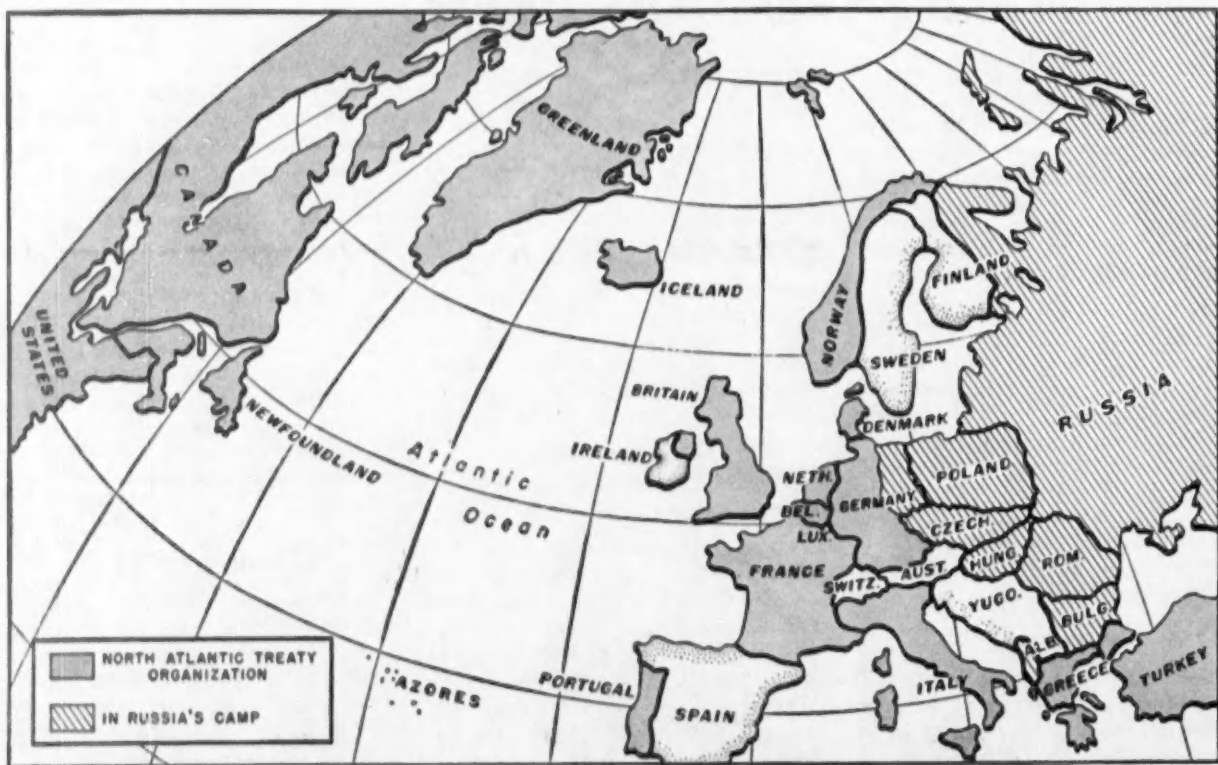 GREENLAND
CANADA
ICELAND
UNITED
STATES
NEWFOUNDLAND
Atlantic
Ocean
AZORES
BRITAIN
IRELAND
NORWAY
SWEDEN
FINLAND
DENMARK
RUSSIA
NETH.
BEL.
LUX.
GERMANY
POLAND
CZECH.
FRANCE
SWITZ.
AUST.
HUNG.
ROM.
YUGO.
BULG.
ALB.
PORTUGAL
SPAIN
ITALY
GREECE
TURKEY
NORTH ATLANTIC TREATY
ORGANIZATION
IN RUSSIA'S CAMP